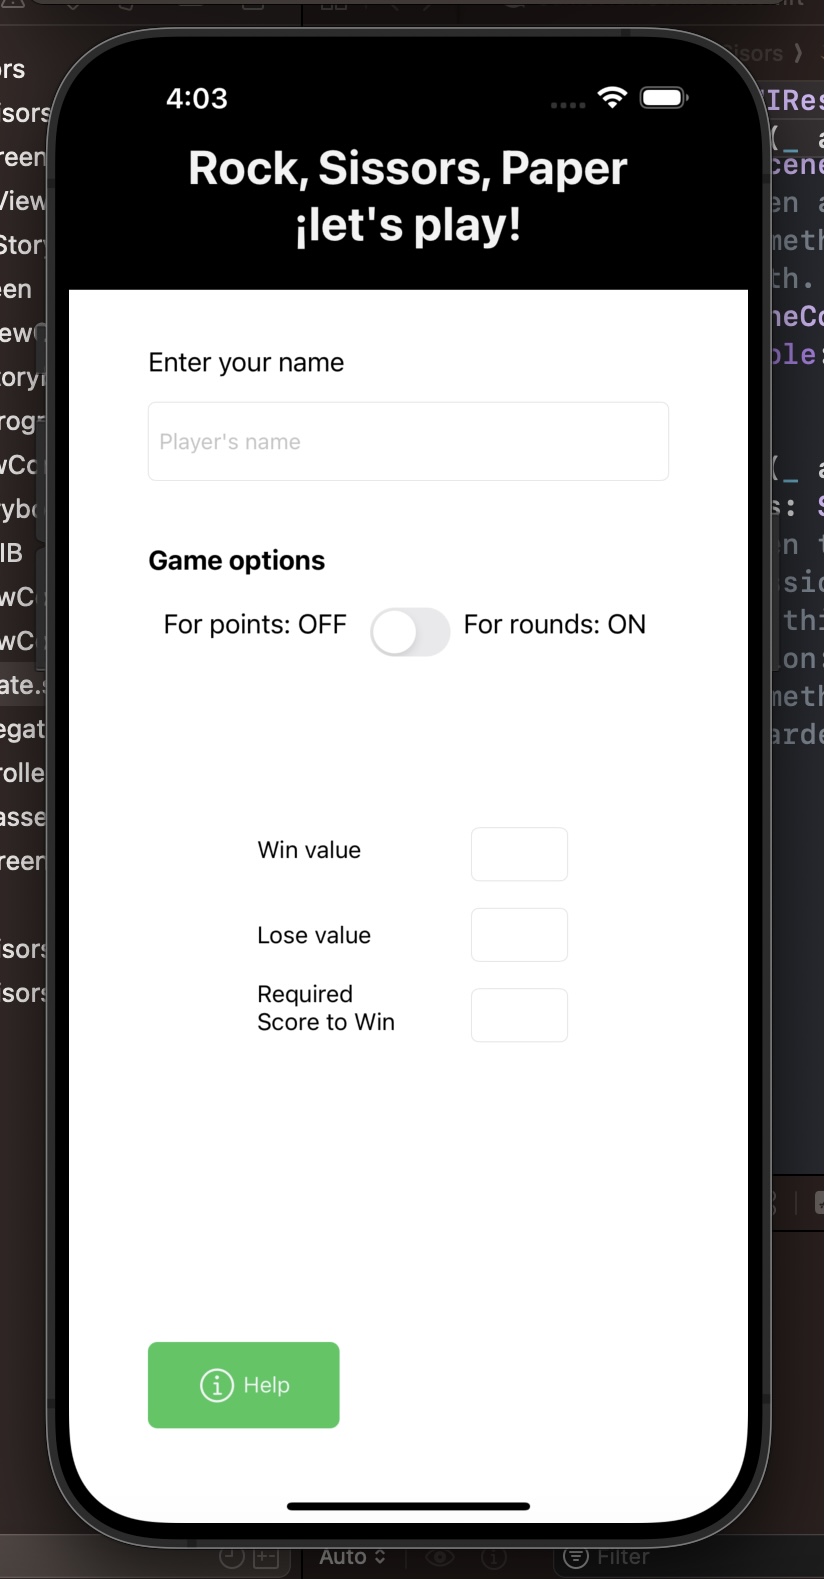 4:03
Rock, Sissors, Paper
¡let's play!
Enter your name
Player's name
Game options
For points: OFF
For rounds: ON
Win value
Lose value
Required
Score to Win
Help
Auto
Filter